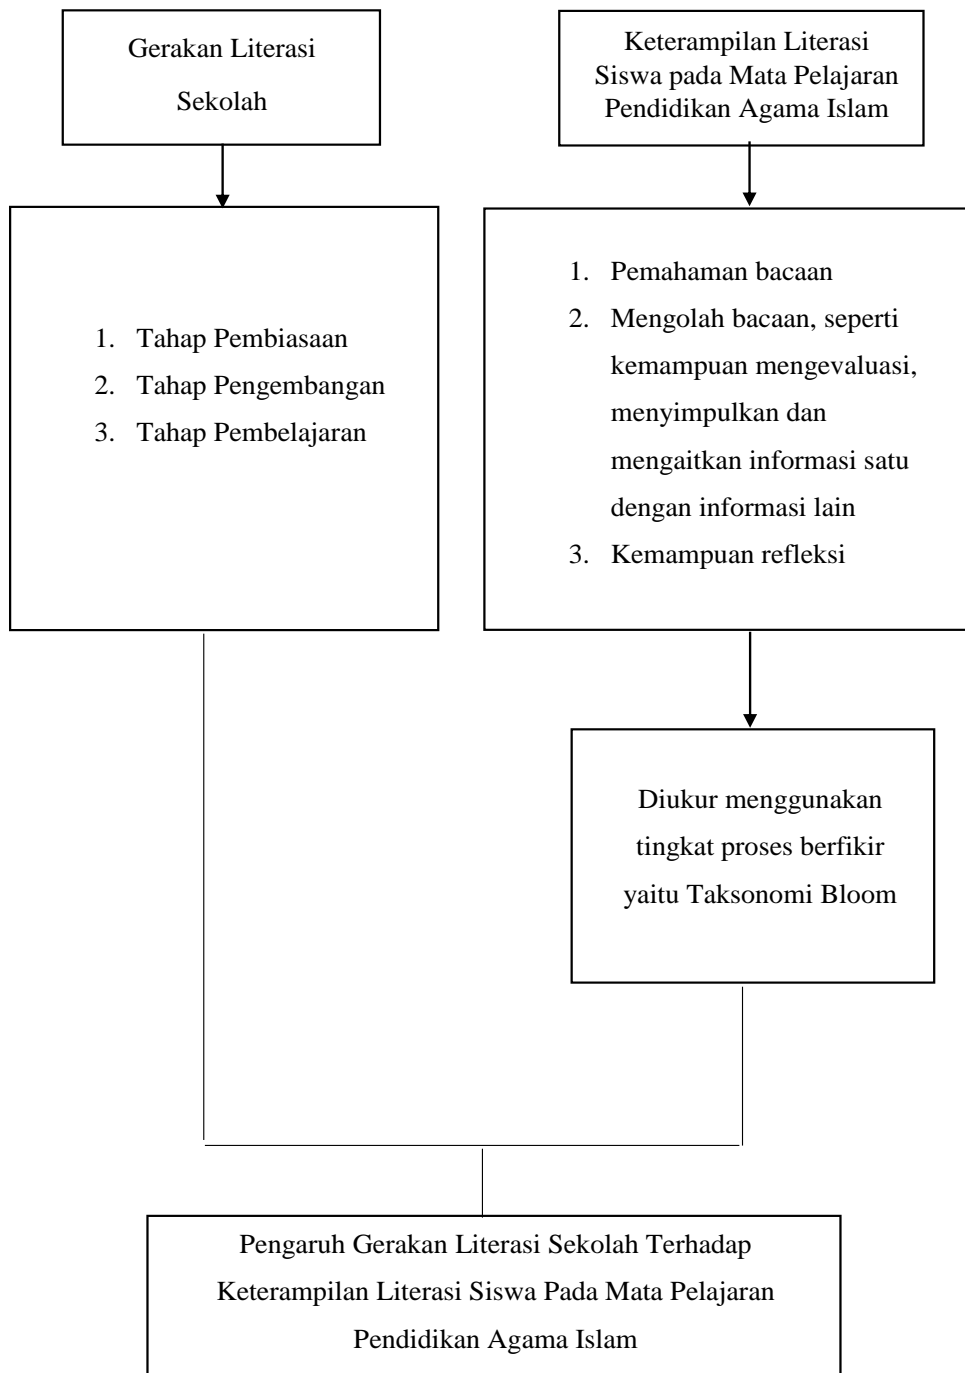 Gerakan Literasi
Sekolah
Keterampilan Literasi
Siswa pada Mata Pelajaran
Pendidikan Agama Islam
1. Tahap Pembiasaan
2. Tahap Pengembangan
3. Tahap Pembelajaran
1. Pemahaman bacaan
2. Mengolah bacaan, seperti
kemampuan mengevaluasi,
menyimpulkan dan
mengaitkan informasi satu
dengan informasi lain
3. Kemampuan refleksi
Diukur menggunakan
tingkat proses berfikir
yaitu Taksonomi Bloom
Pengaruh Gerakan Literasi Sekolah Terhadap
Keterampilan Literasi Siswa Pada Mata Pelajaran
Pendidikan Agama Islam